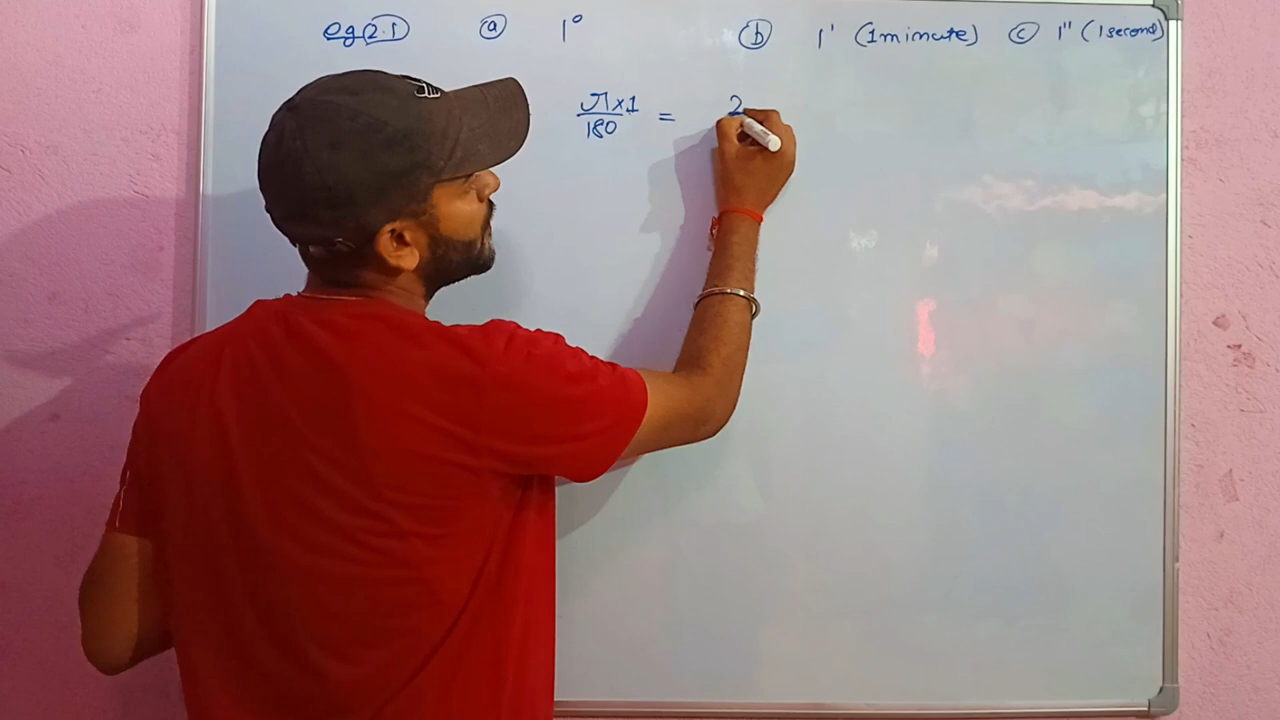 eg 2.1 (a) 1° (b) 1' (1 minute) (c) 1" (1 second)
π×1/180 = 2